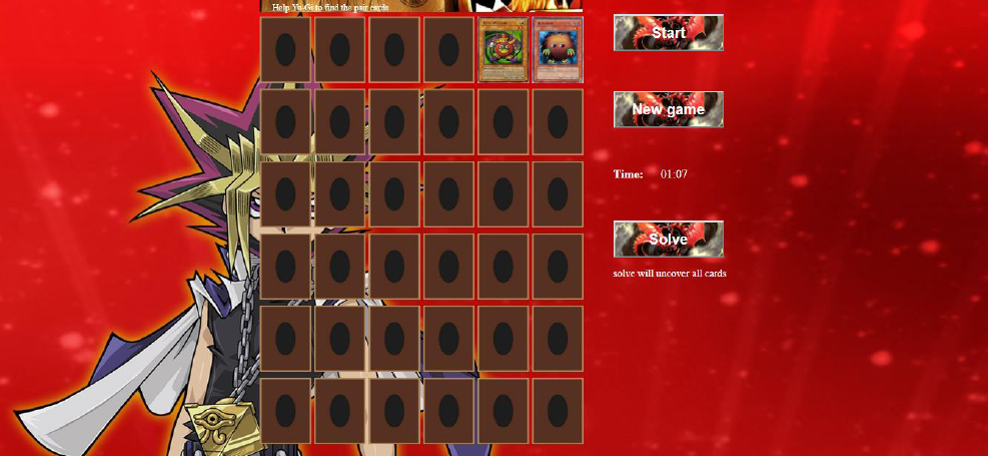 Help Yu-Gi to find the pair cards
Start
New game
Time: 01:07
Solve
solve will uncover all cards